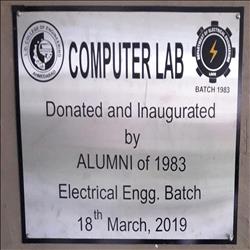 COMPUTER LAB
BATCH 1983
Donated and Inaugurated
by
ALUMNI of 1983
Electrical Engg. Batch
18th March, 2019